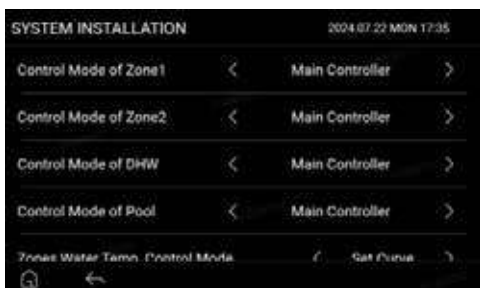 SYSTEM INSTALLATION 2024.07.22 MON 17:35
Control Mode of Zone1 < Main Controller >
Control Mode of Zone2 < Main Controller >
Control Mode of DHW < Main Controller >
Control Mode of Pool < Main Controller >
Zones Water Temp. Control Mode < Set Curve >